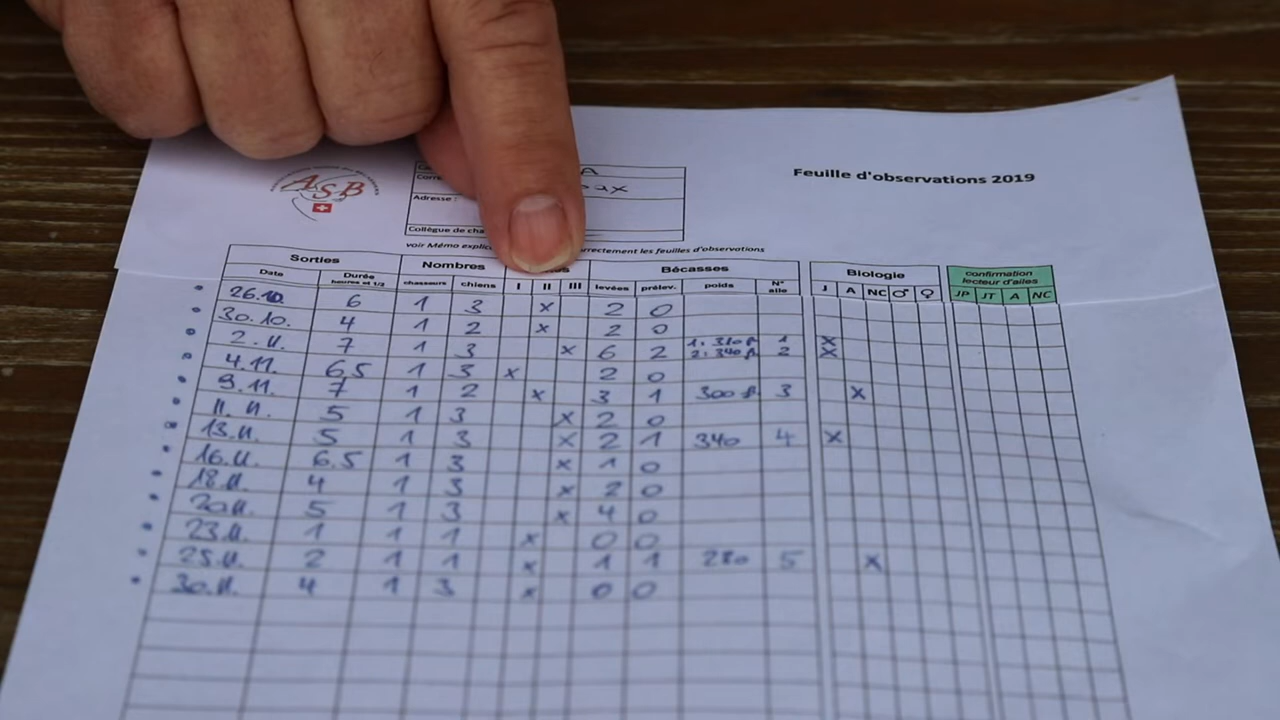 ASB
Feuille d'observations 2019
Adresse :
voir Mémo explic
rrectement les feuilles d'observations
Sorties Nombres Bécasses Biologie confirmation lecteur d'ailes
Date Durée heures et 1/2 chasseurs chiens I II III levées prélev. poids N° aile J A NC ♂ ♀ JP JT A NC
26.10 6 1 3 x 2 0
30.10. 4 1 2 x 2 0
2.11. 7 1 3 x 6 2 1: 310 g 1 x
2: 340 g 2 x
4.11. 6,5 1 3 x 2 0
9.11. 7 1 2 x 3 1 300 g 3 x
11.11. 5 1 3 x 2 0
13.11. 5 1 3 x 2 1 340 4 x
16.11. 6.5 1 3 x 1 0
18.11. 4 1 3 x 2 0
20.11. 5 1 3 x 4 0
23.11. 1 1 1 x 0 0
25.11. 2 1 1 x 1 1 280 5 x
30.11. 4 1 3 x 0 0